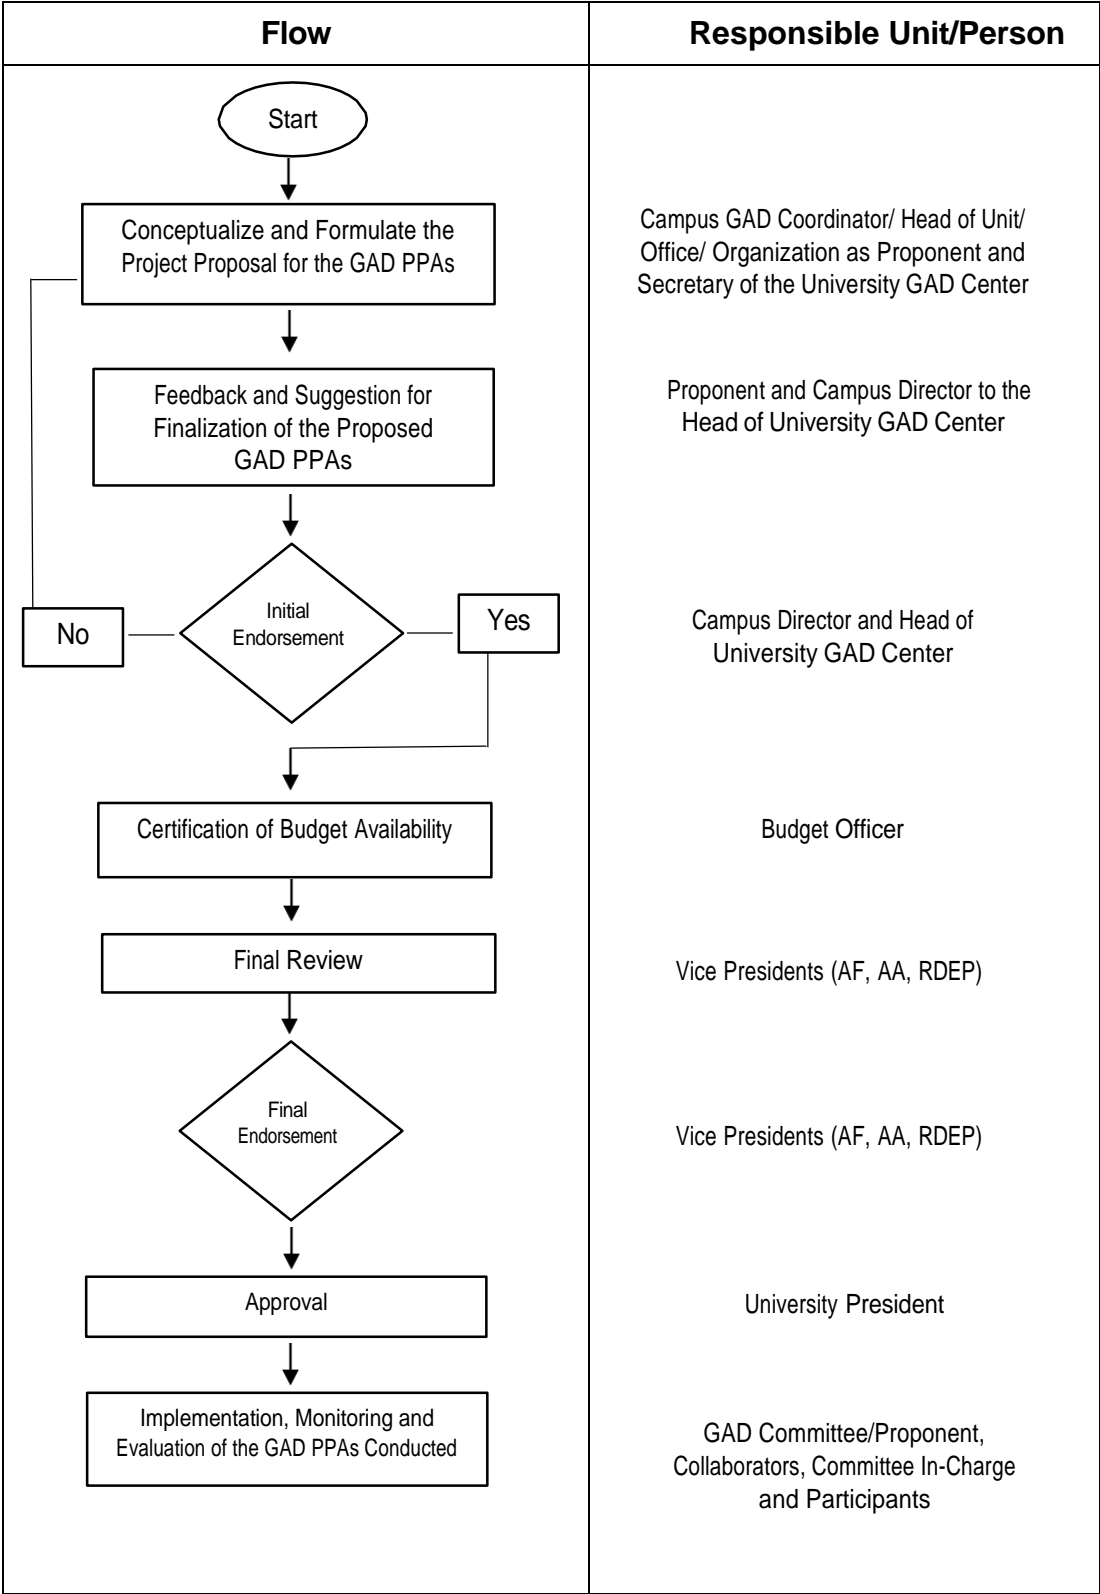 Flow
Responsible Unit/Person
Start
Conceptualize and Formulate the
Project Proposal for the GAD PPAs
Campus GAD Coordinator/ Head of Unit/
Office/ Organization as Proponent and
Secretary of the University GAD Center
Feedback and Suggestion for
Finalization of the Proposed
GAD PPAs
Proponent and Campus Director to the
Head of University GAD Center
Initial
Endorsement
No
Yes
Campus Director and Head of
University GAD Center
Certification of Budget Availability
Budget Officer
Final Review
Vice Presidents (AF, AA, RDEP)
Final
Endorsement
Vice Presidents (AF, AA, RDEP)
Approval
University President
Implementation, Monitoring and
Evaluation of the GAD PPAs Conducted
GAD Committee/Proponent,
Collaborators, Committee In-Charge
and Participants